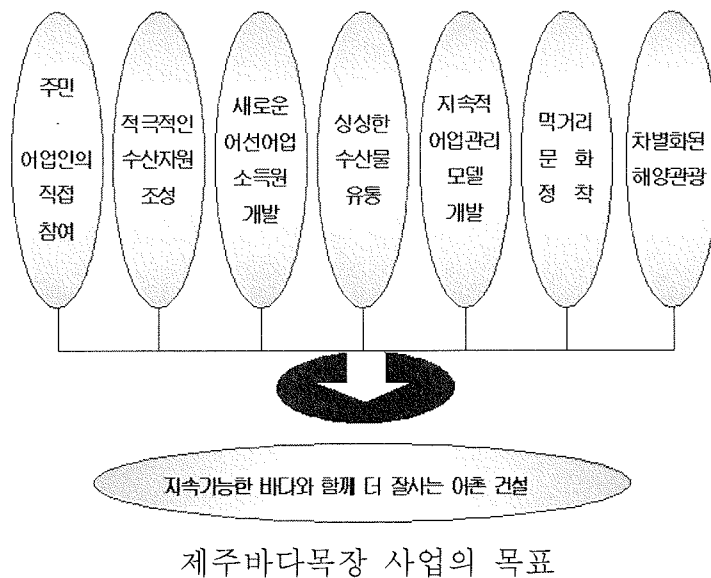 주민
·
어업인의
직접
참여
적극적인
수산자원
조성
새로운
어선어업
소득원
개발
싱싱한
수산물
유통
지속적
어업관리
모델
개발
먹거리
문 화
정 착
차별화된
해양관광
지속가능한 바다와 함께 더 잘사는 어촌 건설
제주바다목장 사업의 목표